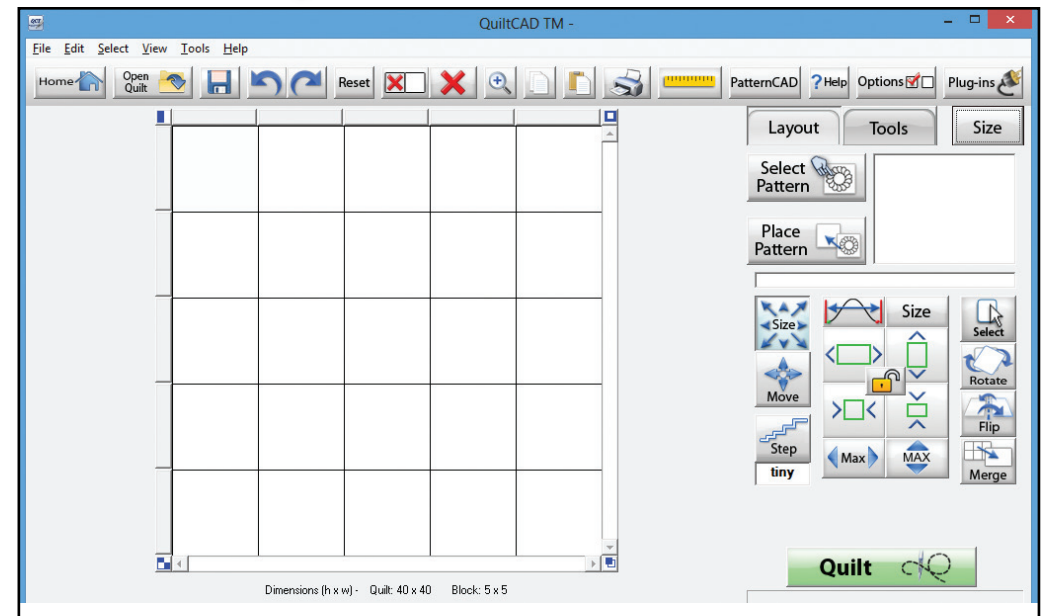 QCT
QuiltCAD TM -
File Edit Select View Tools Help
Home Open Quilt Reset PatternCAD ? Help Options Plug-ins
Layout Tools Size
Select
Pattern
Place
Pattern
Size Size Select
Move Rotate
Flip
Step Max MAX Merge
tiny
Quilt
Dimensions (h x w) - Quilt: 40 x 40 Block: 5 x 5